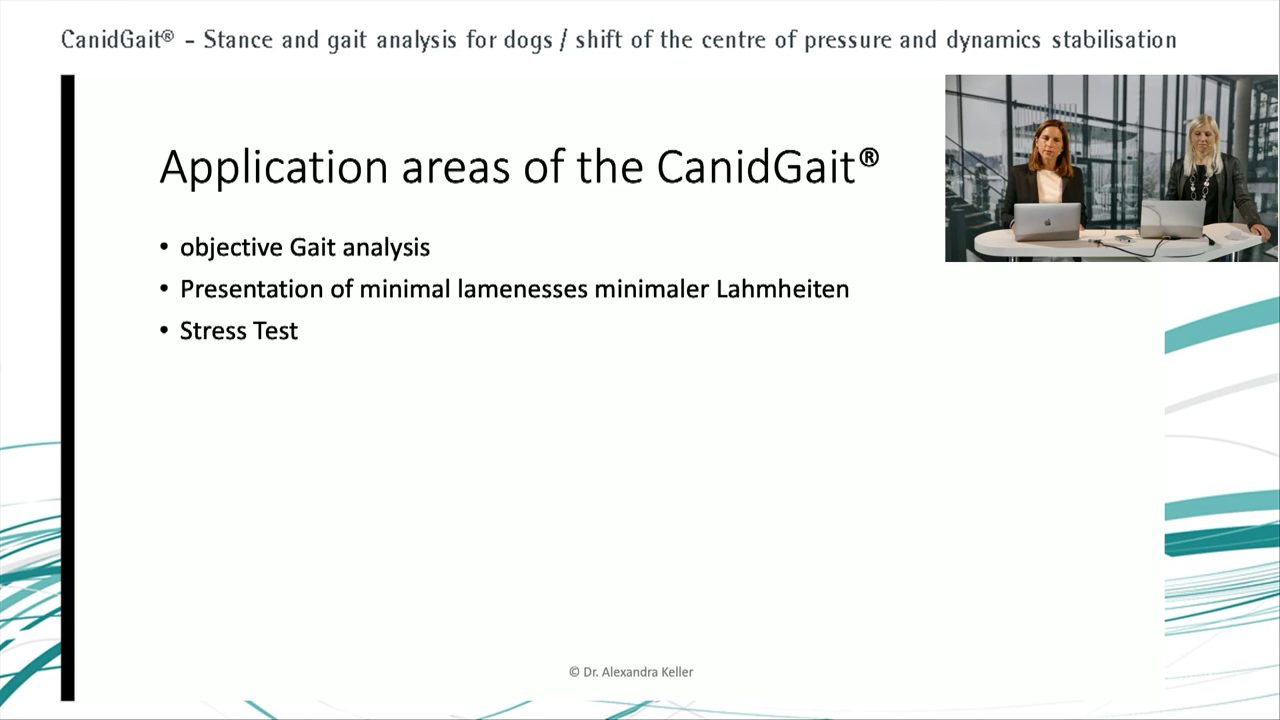 CanidGait® - Stance and gait analysis for dogs / shift of the centre of pressure and dynamics stabilisation
Application areas of the CanidGait®
• objective Gait analysis
• Presentation of minimal lamenesses minimaler Lahmheiten
• Stress Test
© Dr. Alexandra Keller